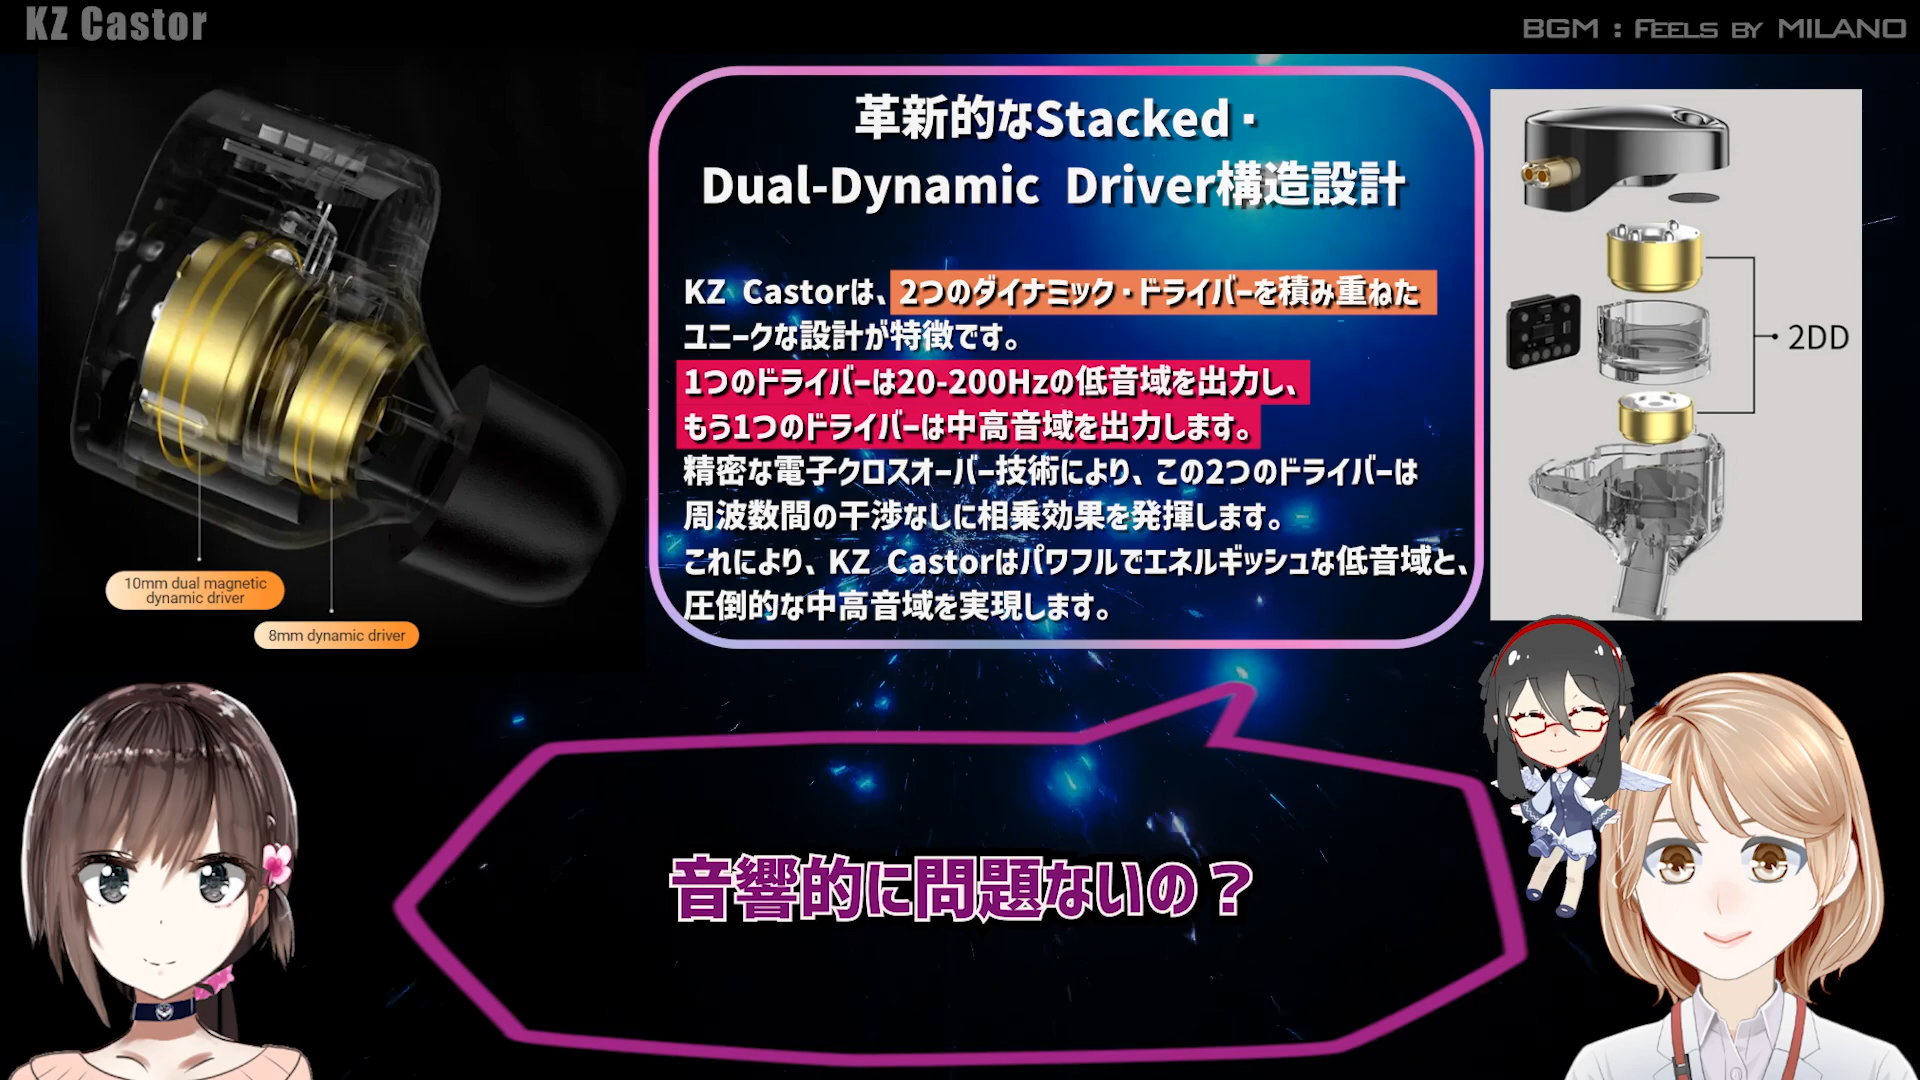 KZ Castor
BGM : Feels by MILANO
革新的なStacked・
Dual-Dynamic Driver構造設計
KZ Castorは、2つのダイナミック・ドライバーを積み重ねた
ユニークな設計が特徴です。
1つのドライバーは20-200Hzの低音域を出力し、
もう1つのドライバーは中高音域を出力します。
精密な電子クロスオーバー技術により、この2つのドライバーは
周波数間の干渉なしに相乗効果を発揮します。
これにより、KZ Castorはパワフルでエネルギッシュな低音域と、
圧倒的な中高音域を実現します。
10mm dual magnetic
dynamic driver
8mm dynamic driver
2DD
音響的に問題ないの？